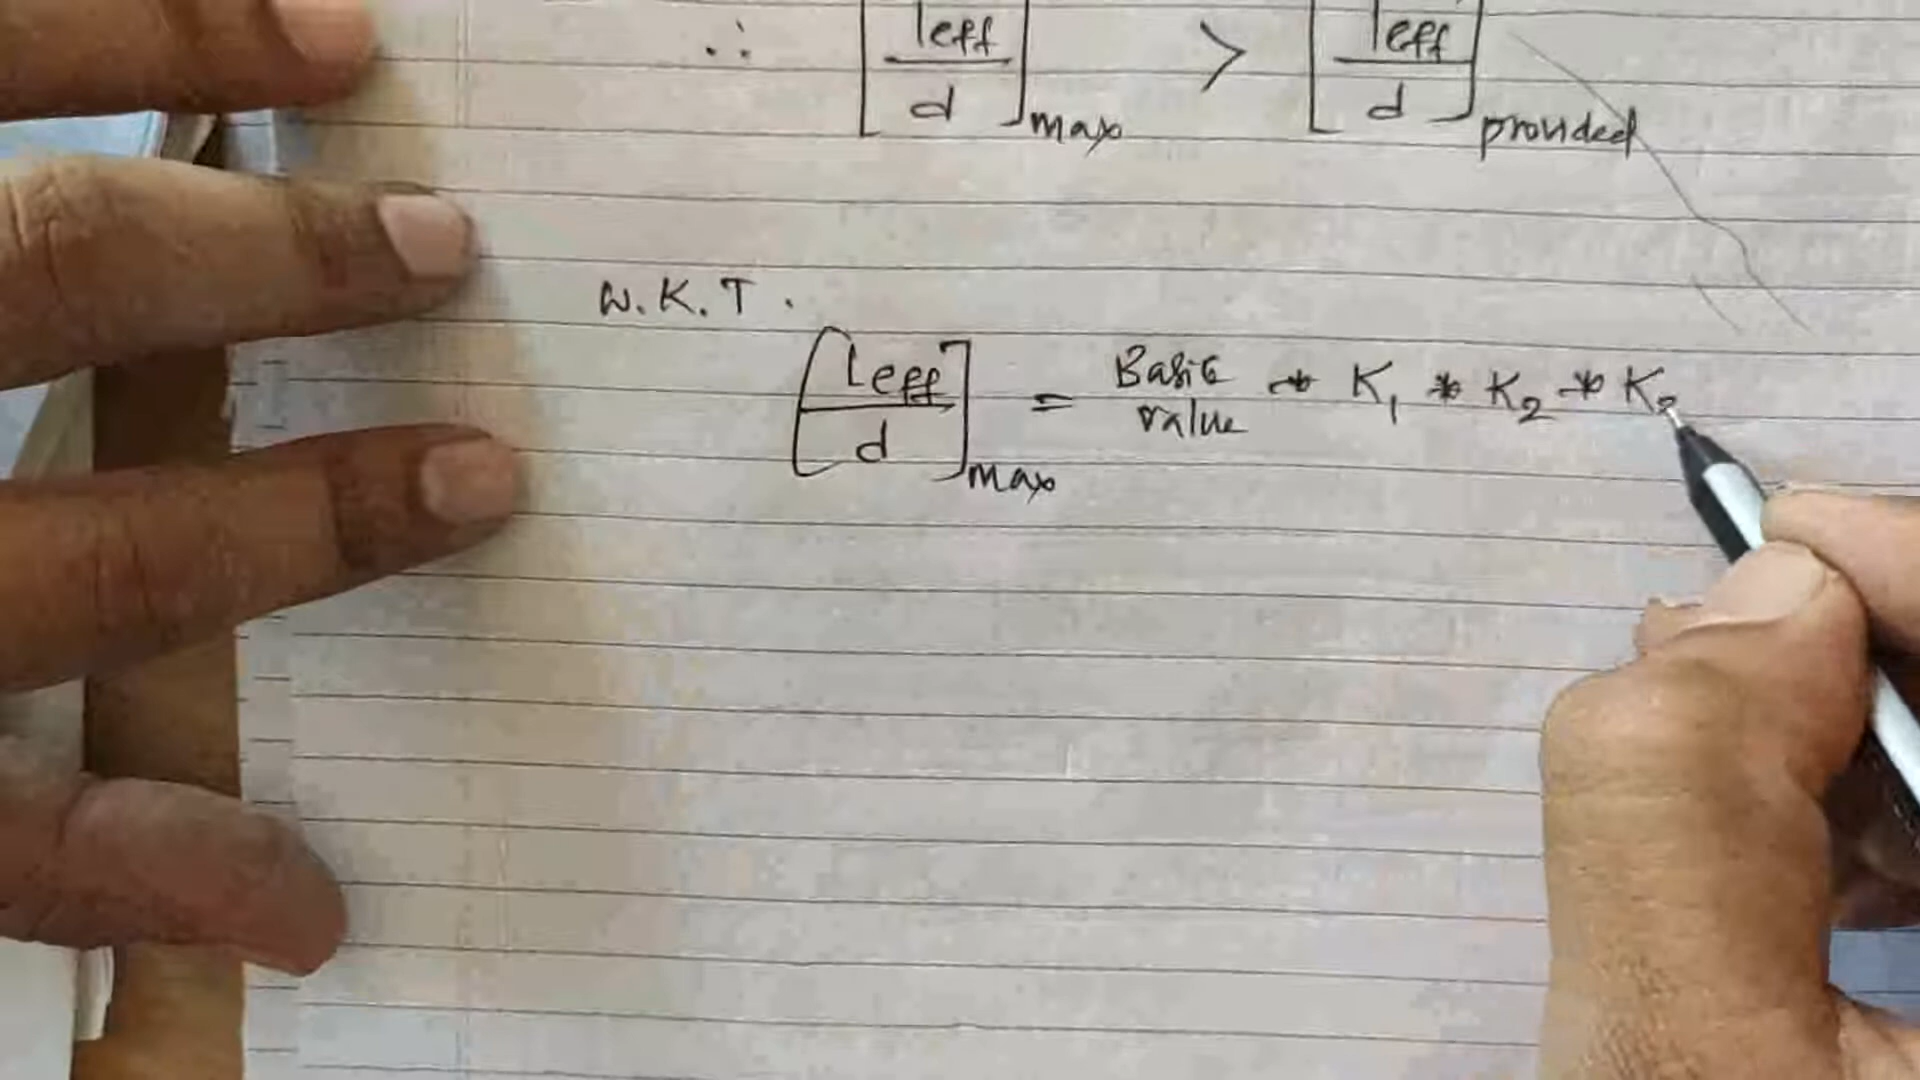 ∴ [leff/d]max > [leff/d]provided
W.K.T.
[leff/d]max = Basic value * K1 * K2 * K3